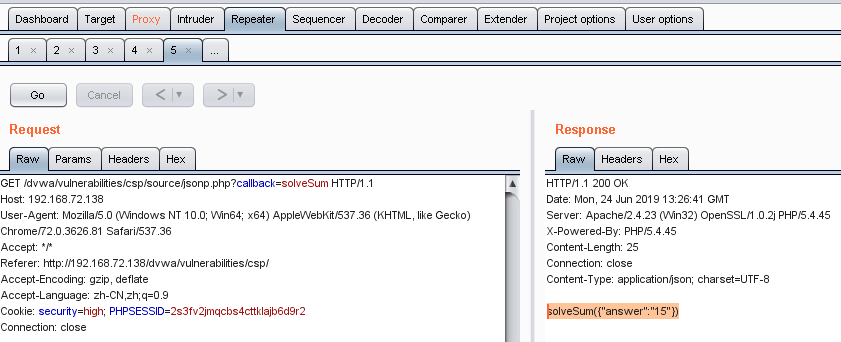 Dashboard Target Proxy Intruder Repeater Sequencer Decoder Comparer Extender Project options User options
1 × 2 × 3 × 4 × 5 × ...
Go Cancel < ▼ > ▼
Request
Raw Params Headers Hex
GET /dvwa/vulnerabilities/csp/source/jsonp.php?callback=solveSum HTTP/1.1
Host: 192.168.72.138
User-Agent: Mozilla/5.0 (Windows NT 10.0; Win64; x64) AppleWebKit/537.36 (KHTML, like Gecko)
Chrome/72.0.3626.81 Safari/537.36
Accept: */*
Referer: http://192.168.72.138/dvwa/vulnerabilities/csp/
Accept-Encoding: gzip, deflate
Accept-Language: zh-CN,zh;q=0.9
Cookie: security=high; PHPSESSID=2s3fv2jmqcbs4cttklajb6d9r2
Connection: close
Response
Raw Headers Hex
HTTP/1.1 200 OK
Date: Mon, 24 Jun 2019 13:26:41 GMT
Server: Apache/2.4.23 (Win32) OpenSSL/1.0.2j PHP/5.4.45
X-Powered-By: PHP/5.4.45
Content-Length: 25
Connection: close
Content-Type: application/json; charset=UTF-8
solveSum({"answer":"15"})